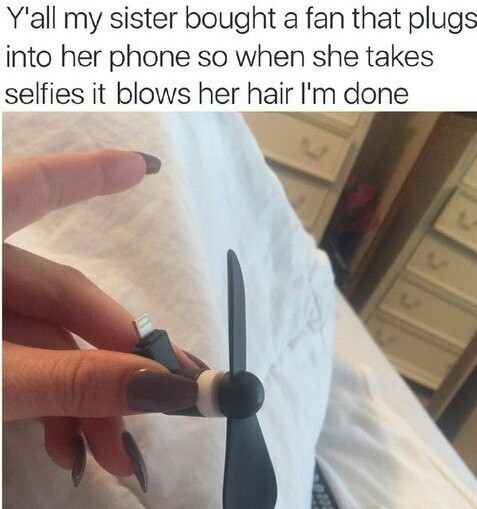 Y'all my sister bought a fan that plugs
into her phone so when she takes
selfies it blows her hair I'm done